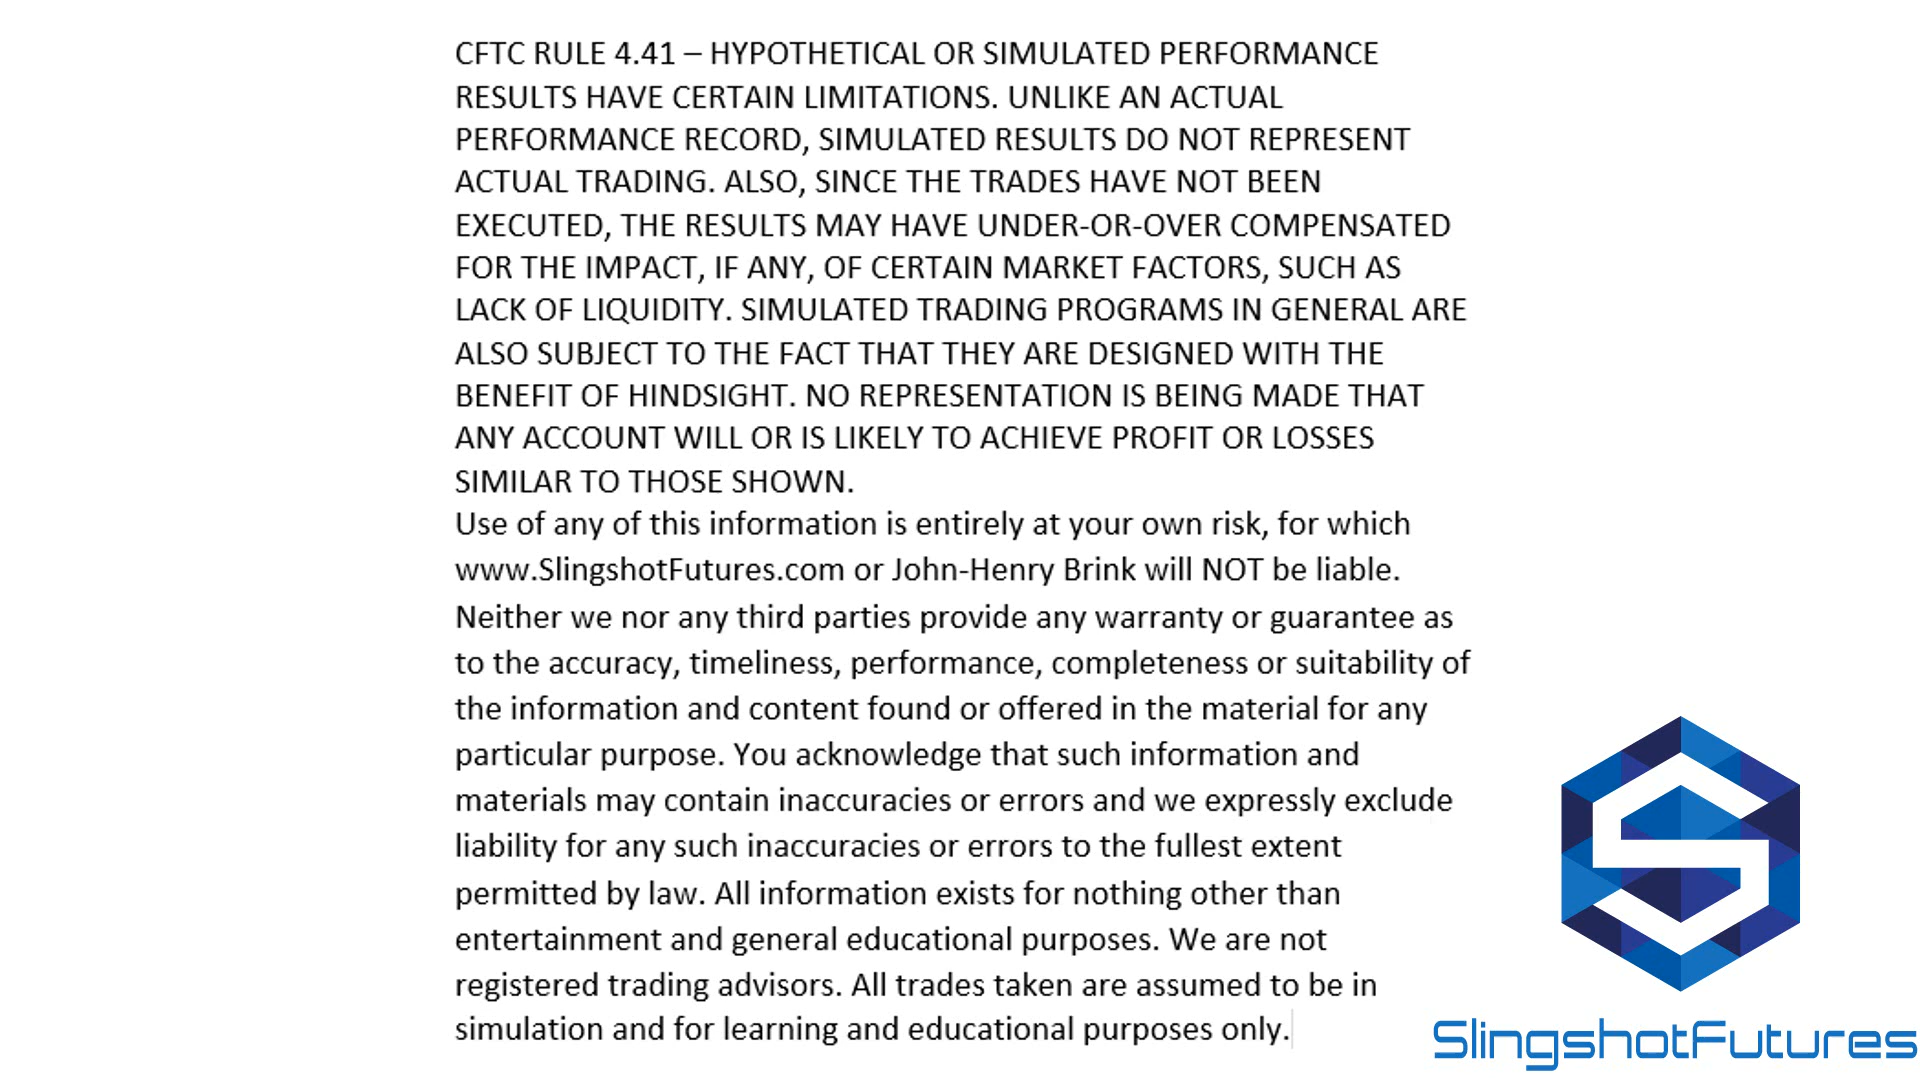 CFTC RULE 4.41 – HYPOTHETICAL OR SIMULATED PERFORMANCE
RESULTS HAVE CERTAIN LIMITATIONS. UNLIKE AN ACTUAL
PERFORMANCE RECORD, SIMULATED RESULTS DO NOT REPRESENT
ACTUAL TRADING. ALSO, SINCE THE TRADES HAVE NOT BEEN
EXECUTED, THE RESULTS MAY HAVE UNDER-OR-OVER COMPENSATED
FOR THE IMPACT, IF ANY, OF CERTAIN MARKET FACTORS, SUCH AS
LACK OF LIQUIDITY. SIMULATED TRADING PROGRAMS IN GENERAL ARE
ALSO SUBJECT TO THE FACT THAT THEY ARE DESIGNED WITH THE
BENEFIT OF HINDSIGHT. NO REPRESENTATION IS BEING MADE THAT
ANY ACCOUNT WILL OR IS LIKELY TO ACHIEVE PROFIT OR LOSSES
SIMILAR TO THOSE SHOWN.
Use of any of this information is entirely at your own risk, for which
www.SlingshotFutures.com or John-Henry Brink will NOT be liable.
Neither we nor any third parties provide any warranty or guarantee as
to the accuracy, timeliness, performance, completeness or suitability of
the information and content found or offered in the material for any
particular purpose. You acknowledge that such information and
materials may contain inaccuracies or errors and we expressly exclude
liability for any such inaccuracies or errors to the fullest extent
permitted by law. All information exists for nothing other than
entertainment and general educational purposes. We are not
registered trading advisors. All trades taken are assumed to be in
simulation and for learning and educational purposes only.
SlingshotFutures